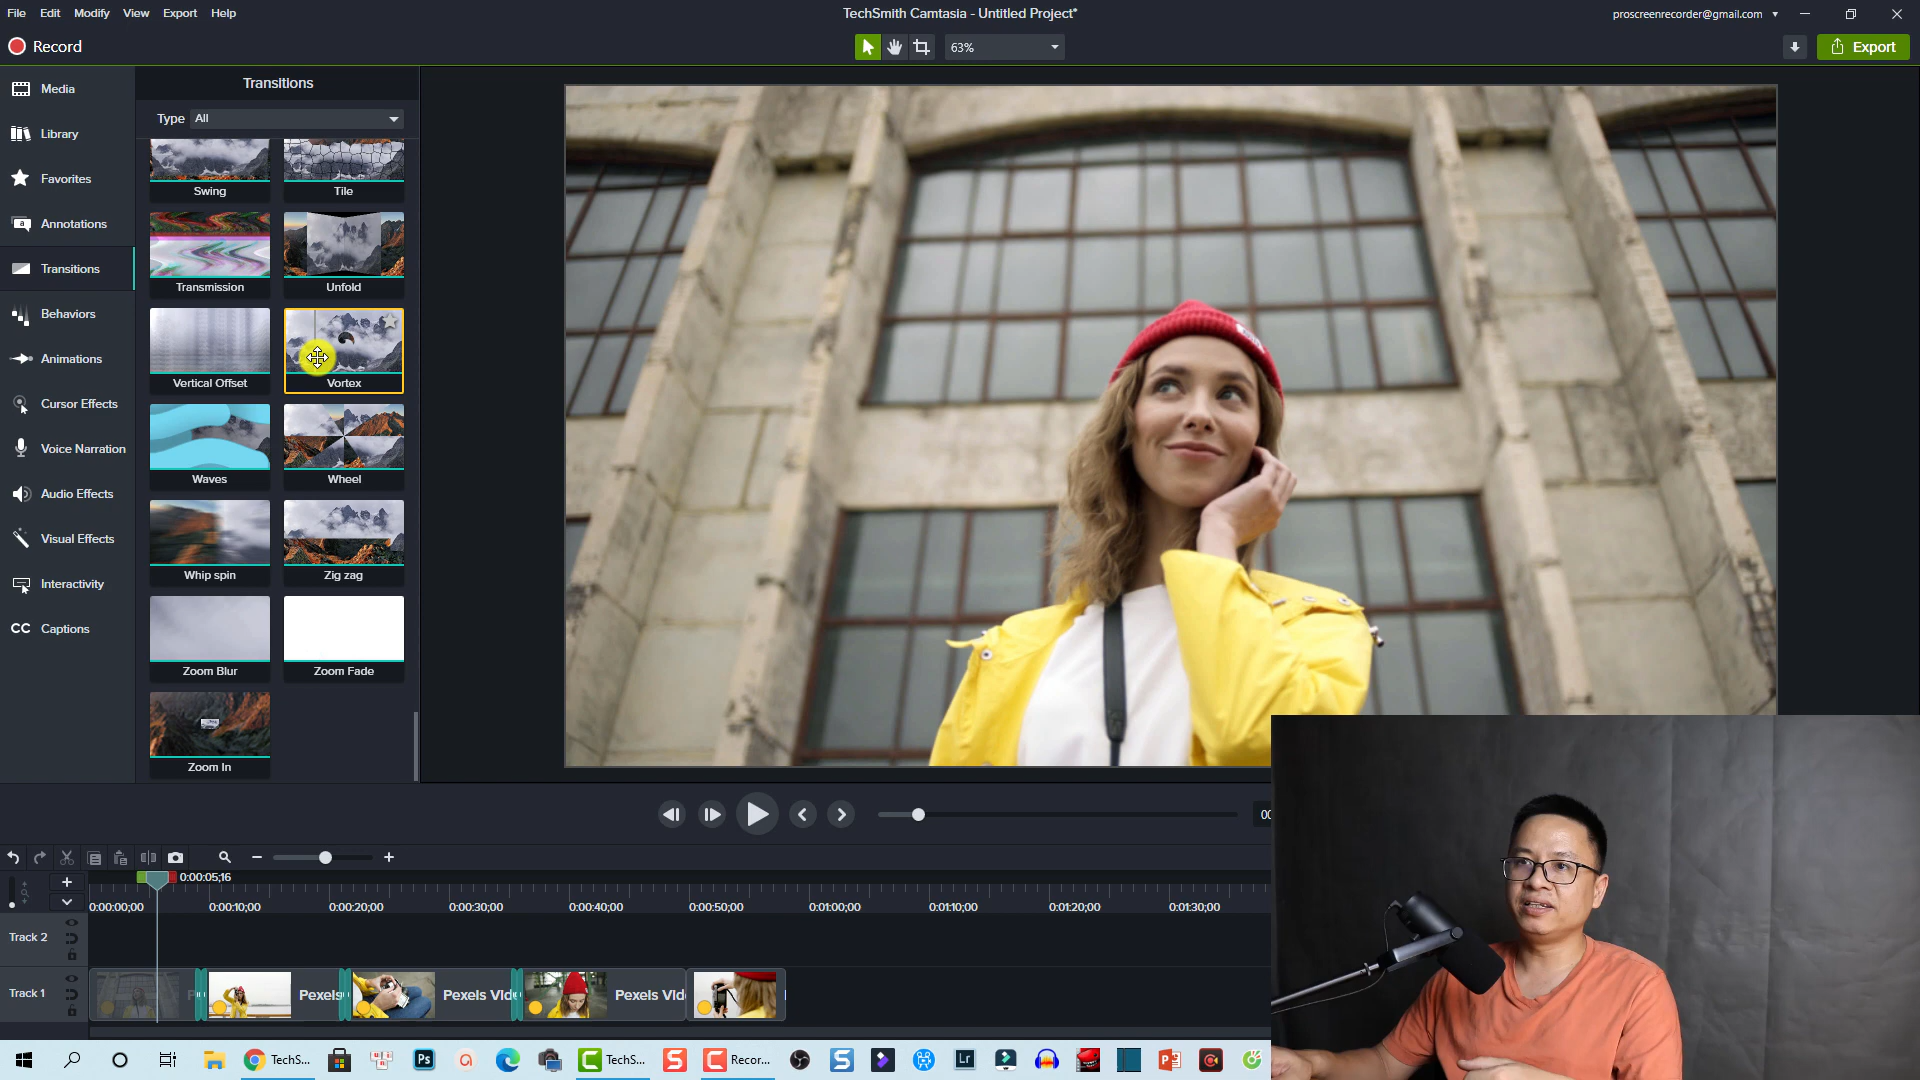 File Edit Modify View Export Help
TechSmith Camtasia - Untitled Project*
proscreenrecorder@gmail.com
Record
63%
Export
Media
Library
Favorites
Annotations
Transitions
Behaviors
Animations
Cursor Effects
Voice Narration
Audio Effects
Visual Effects
Interactivity
CC Captions
Transitions
Type All
Swing Tile
Transmission Unfold
Vertical Offset Vortex
Waves Wheel
Whip spin Zig zag
Zoom Blur Zoom Fade
Zoom In
0:00:05;16
0:00:00;00 0:00:10;00 0:00:20;00 0:00:30;00 0:00:40;00 0:00:50;00 0:01:00;00 0:01:10;00 0:01:20;00 0:01:30;00
Track 2
Track 1
Pexels Pexels Vid Pexels Vid
TechS... Ps TechS... S Recor... S Lr